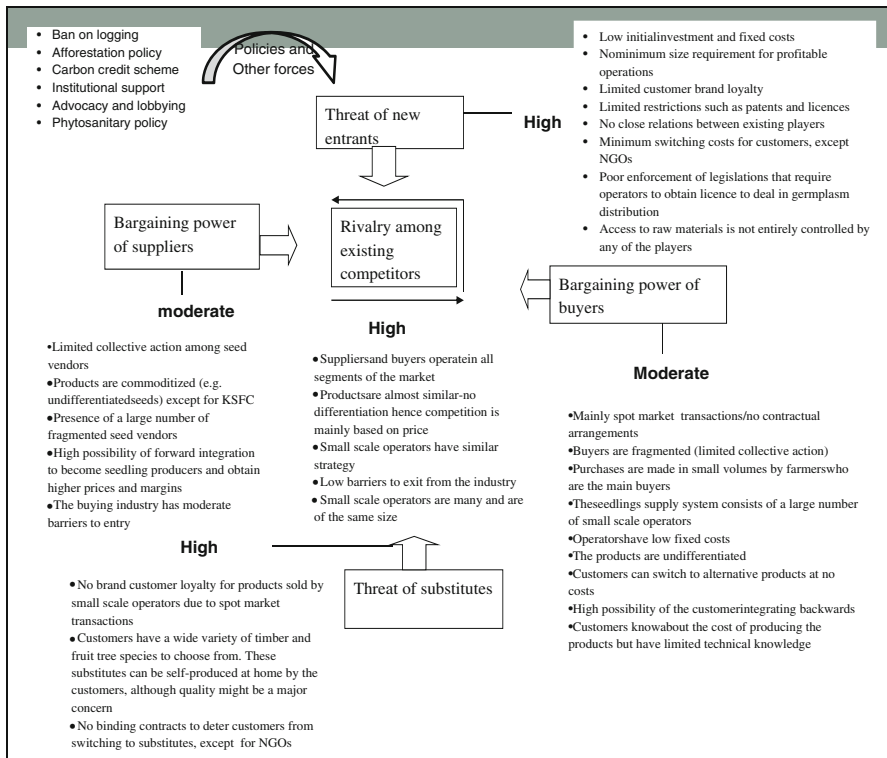 • Ban on logging
• Afforestation policy
• Carbon credit scheme
• Institutional support
• Advocacy and lobbying
• Phytosanitary policy
Policies and
Other forces
• Low initialinvestment and fixed costs
• Nominimum size requirement for profitable
operations
• Limited customer brand loyalty
• Limited restrictions such as patents and licences
• No close relations between existing players
• Minimum switching costs for customers, except
NGOs
• Poor enforcement of legislations that require
operators to obtain licence to deal in germplasm
distribution
• Access to raw materials is not entirely controlled by
any of the players
Threat of new
entrants
High
Bargaining power
of suppliers
Rivalry among
existing
competitors
Bargaining power of
buyers
moderate
•Limited collective action among seed
vendors
•Products are commoditized (e.g.
undifferentiatedseeds) except for KSFC
•Presence of a large number of
fragmented seed vendors
•High possibility of forward integration
to become seedling producers and obtain
higher prices and margins
•The buying industry has moderate
barriers to entry
High
•Suppliersand buyers operatein all
segments of the market
•Productsare almost similar-no
differentiation hence competition is
mainly based on price
•Small scale operators have similar
strategy
•Low barriers to exit from the industry
•Small scale operators are many and are
of the same size
Moderate
•Mainly spot market transactions/no contractual
arrangements
•Buyers are fragmented (limited collective action)
•Purchases are made in small volumes by farmerswho
are the main buyers
•Theseedlings supply system consists of a large number
of small scale operators
•Operatorshave low fixed costs
•The products are undifferentiated
•Customers can switch to alternative products at no
costs
•High possibility of the customerintegrating backwards
•Customers knowabout the cost of producing the
products but have limited technical knowledge
High
Threat of substitutes
•No brand customer loyalty for products sold by
small scale operators due to spot market
transactions
•Customers have a wide variety of timber and
fruit tree species to choose from. These
substitutes can be self-produced at home by the
customers, although quality might be a major
concern
•No binding contracts to deter customers from
switching to substitutes, except for NGOs